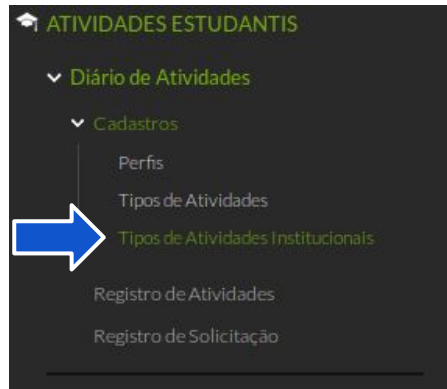 ATIVIDADES ESTUDANTIS
Diário de Atividades
Cadastros
Perfis
Tipos de Atividades
Tipos de Atividades Institucionais
Registro de Atividades
Registro de Solicitação